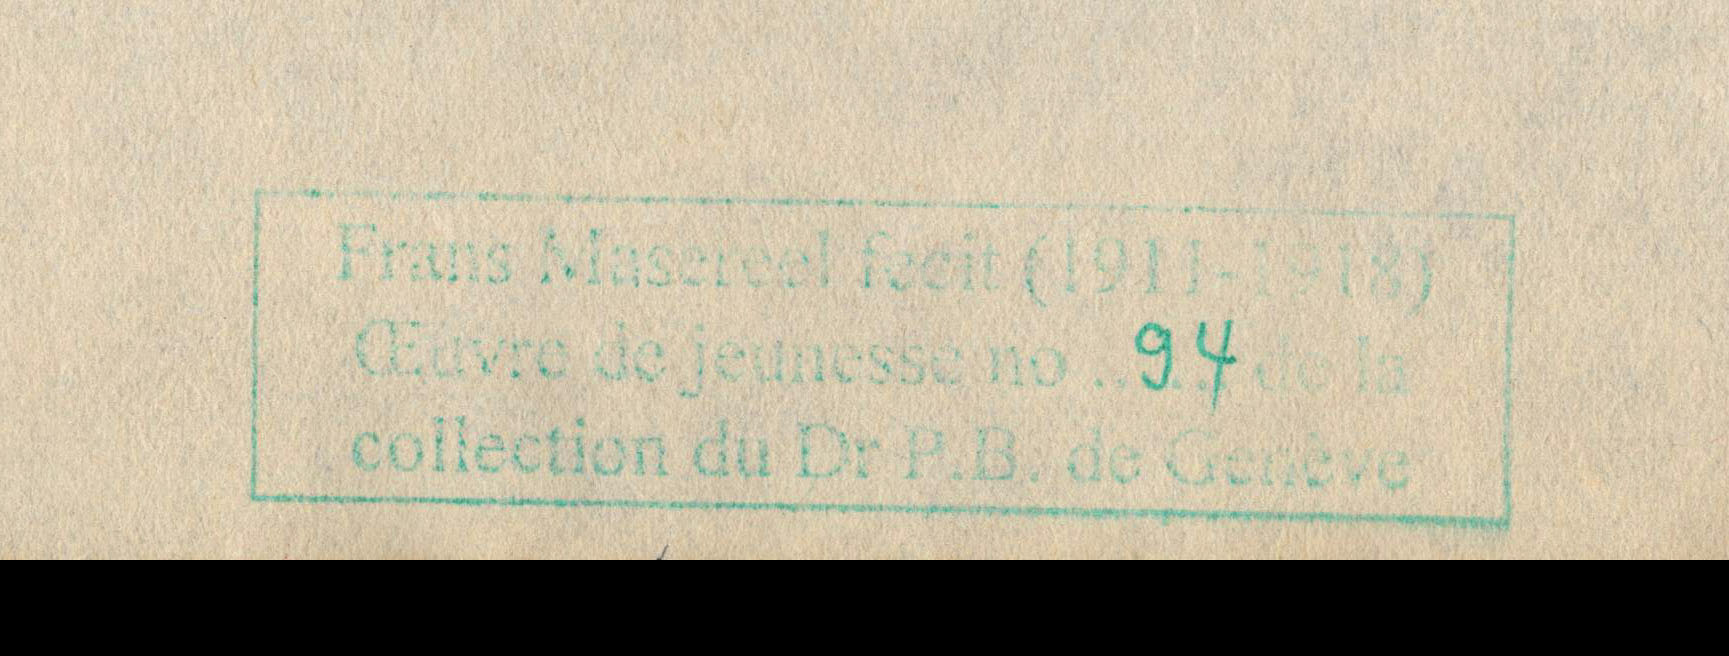 Frans Masereel fecit (1911-1918)
Œuvre de jeunesse no ..94.. de la
collection du Dr P.B. de Genève